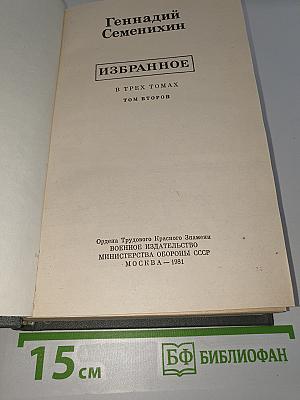 Геннадий
Семенихин
ИЗБРАННОЕ
В ТРЕХ ТОМАХ
ТОМ ВТОРОЙ
Ордена Трудового Красного Знамени
ВОЕННОЕ ИЗДАТЕЛЬСТВО
МИНИСТЕРСТВА ОБОРОНЫ СССР
МОСКВА — 1981
15 см
БФ БИБЛИОФАН